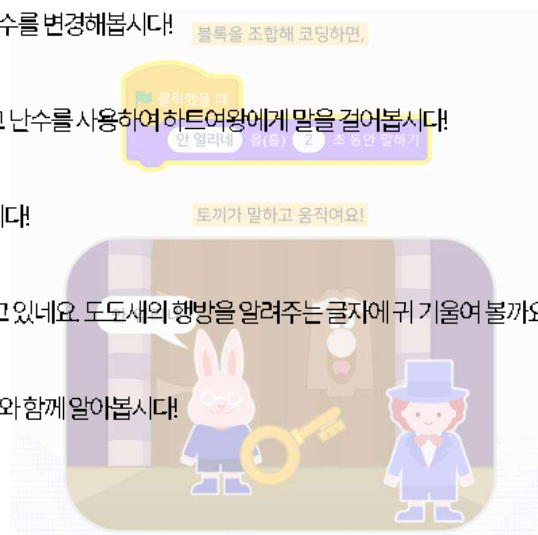 수를 변경해봅시다!
블록을 조합해 코딩하면,
클릭했을 때
난수를 사용하여 하트여왕에게 말을 걸어봅시다!
안 열리네 을(를) 2 초 동안 말하기
다!
토끼가 말하고 움직여요!
고 있네요. 도도새의 행방을 알려주는 글자에 귀 기울여 볼까요
와 함께 알아봅시다!